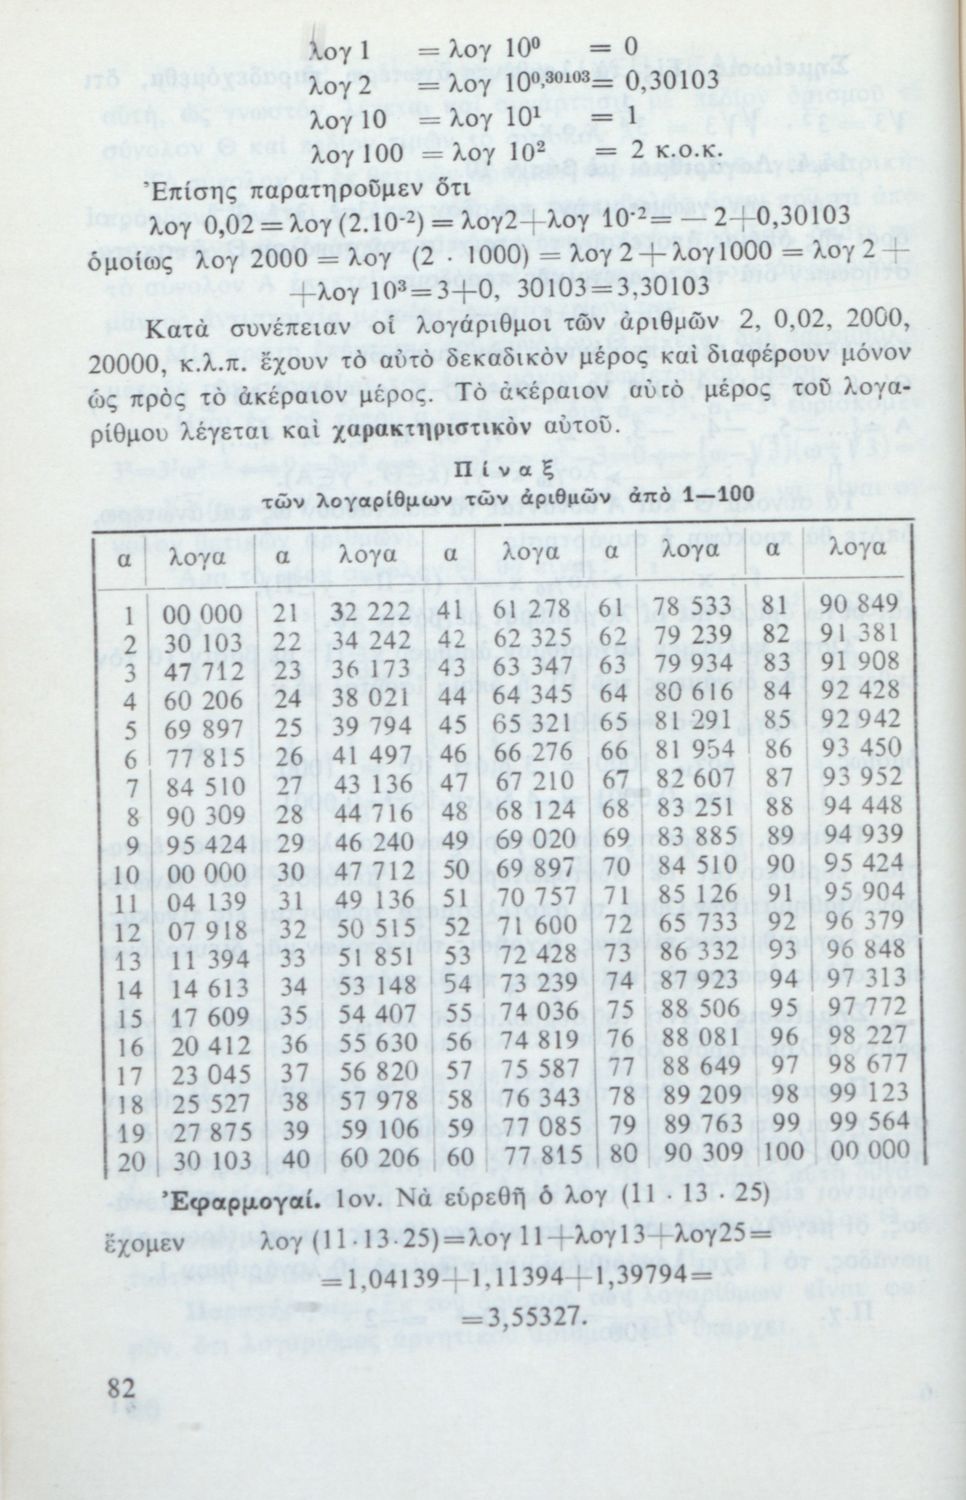 λογ 1 = λογ 10⁰ = 0
λογ 2 = λογ 10⁰·³⁰¹⁰³ = 0,30103
λογ 10 = λογ 10¹ = 1
λογ 100 = λογ 10² = 2 κ.ο.κ.
Ἐπίσης παρατηροῦμεν ὅτι
λογ 0,02 = λογ (2.10⁻²) = λογ2+λογ 10⁻²= — 2+0,30103
ὁμοίως λογ 2000 = λογ (2 · 1000) = λογ 2+λογ1000 = λογ 2 +
+λογ 10³=3+0, 30103=3,30103
Κατὰ συνέπειαν οἱ λογάριθμοι τῶν ἀριθμῶν 2, 0,02, 2000,
20000, κ.λ.π. ἔχουν τὸ αὐτὸ δεκαδικὸν μέρος καὶ διαφέρουν μόνον
ὡς πρὸς τὸ ἀκέραιον μέρος. Τὸ ἀκέραιον αὐτὸ μέρος τοῦ λογα-
ρίθμου λέγεται καὶ χαρακτηριστικὸν αὐτοῦ.
Πίναξ
τῶν λογαρίθμων τῶν ἀριθμῶν ἀπὸ 1—100
α λογα α λογα α λογα α λογα α λογα
1 00 000 21 32 222 41 61 278 61 78 533 81 90 849
2 30 103 22 34 242 42 62 325 62 79 239 82 91 381
3 47 712 23 36 173 43 63 347 63 79 934 83 91 908
4 60 206 24 38 021 44 64 345 64 80 616 84 92 428
5 69 897 25 39 794 45 65 321 65 81 291 85 92 942
6 77 815 26 41 497 46 66 276 66 81 954 86 93 450
7 84 510 27 43 136 47 67 210 67 82 607 87 93 952
8 90 309 28 44 716 48 68 124 68 83 251 88 94 448
9 95 424 29 46 240 49 69 020 69 83 885 89 94 939
10 00 000 30 47 712 50 69 897 70 84 510 90 95 424
11 04 139 31 49 136 51 70 757 71 85 126 91 95 904
12 07 918 32 50 515 52 71 600 72 65 733 92 96 379
13 11 394 33 51 851 53 72 428 73 86 332 93 96 848
14 14 613 34 53 148 54 73 239 74 87 923 94 97 313
15 17 609 35 54 407 55 74 036 75 88 506 95 97 772
16 20 412 36 55 630 56 74 819 76 88 081 96 98 227
17 23 045 37 56 820 57 75 587 77 88 649 97 98 677
18 25 527 38 57 978 58 76 343 78 89 209 98 99 123
19 27 875 39 59 106 59 77 085 79 89 763 99 99 564
20 30 103 40 60 206 60 77 815 80 90 309 100 00 000
Ἐφαρμογαί. 1ον. Νὰ εὑρεθῇ ὁ λογ (11 · 13 · 25)
ἔχομεν λογ (11·13·25)=λογ 11+λογ13+λογ25=
=1,04139+1,11394+1,39794=
=3,55327.
82